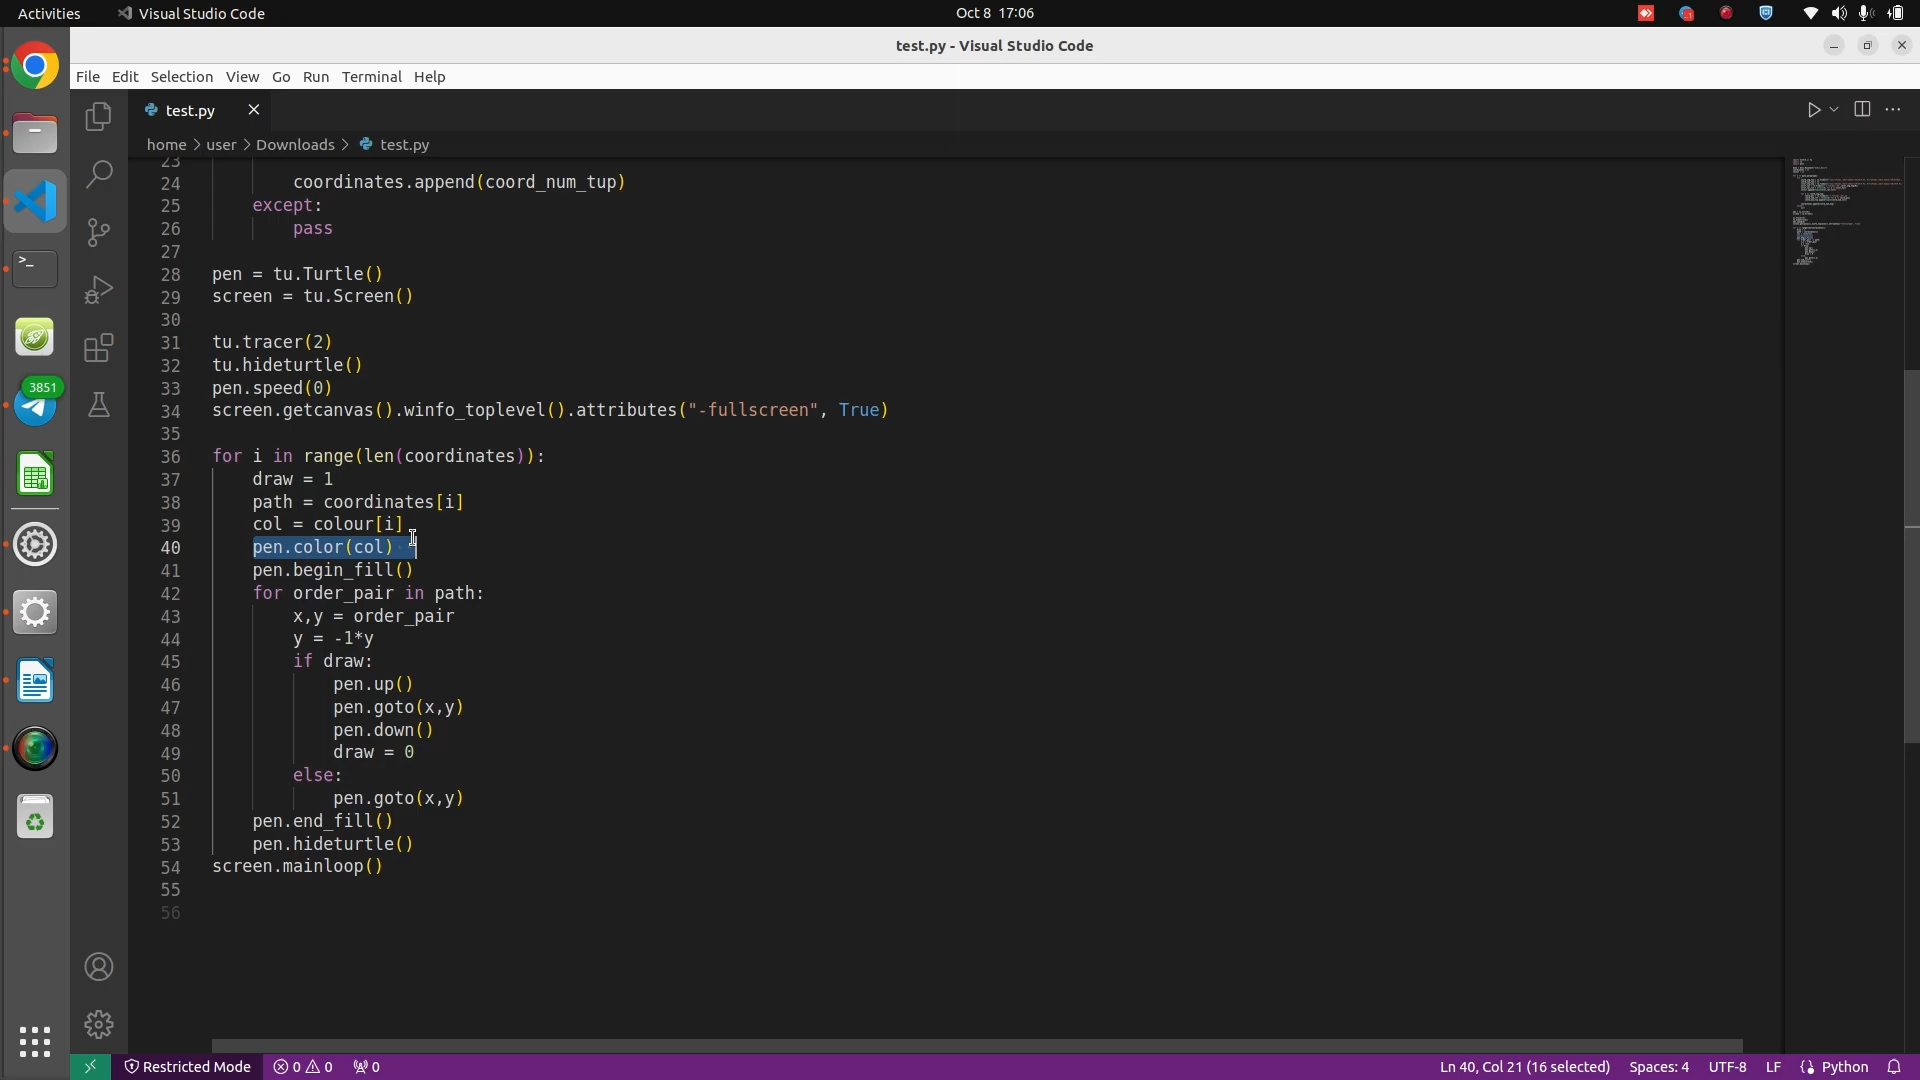 Activities
Visual Studio Code
Oct 8 17:06
test.py - Visual Studio Code
File Edit Selection View Go Run Terminal Help
test.py
home > user > Downloads > test.py
23
24 coordinates.append(coord_num_tup)
25 except:
26 pass
27
28 pen = tu.Turtle()
29 screen = tu.Screen()
30
31 tu.tracer(2)
32 tu.hideturtle()
33 pen.speed(0)
34 screen.getcanvas().winfo_toplevel().attributes("-fullscreen", True)
35
36 for i in range(len(coordinates)):
37 draw = 1
38 path = coordinates[i]
39 col = colour[i]
40 pen.color(col)
41 pen.begin_fill()
42 for order_pair in path:
43 x,y = order_pair
44 y = -1*y
45 if draw:
46 pen.up()
47 pen.goto(x,y)
48 pen.down()
49 draw = 0
50 else:
51 pen.goto(x,y)
52 pen.end_fill()
53 pen.hideturtle()
54 screen.mainloop()
55
56
3851
Restricted Mode
0 0
0
Ln 40, Col 21 (16 selected)
Spaces: 4
UTF-8
LF
Python